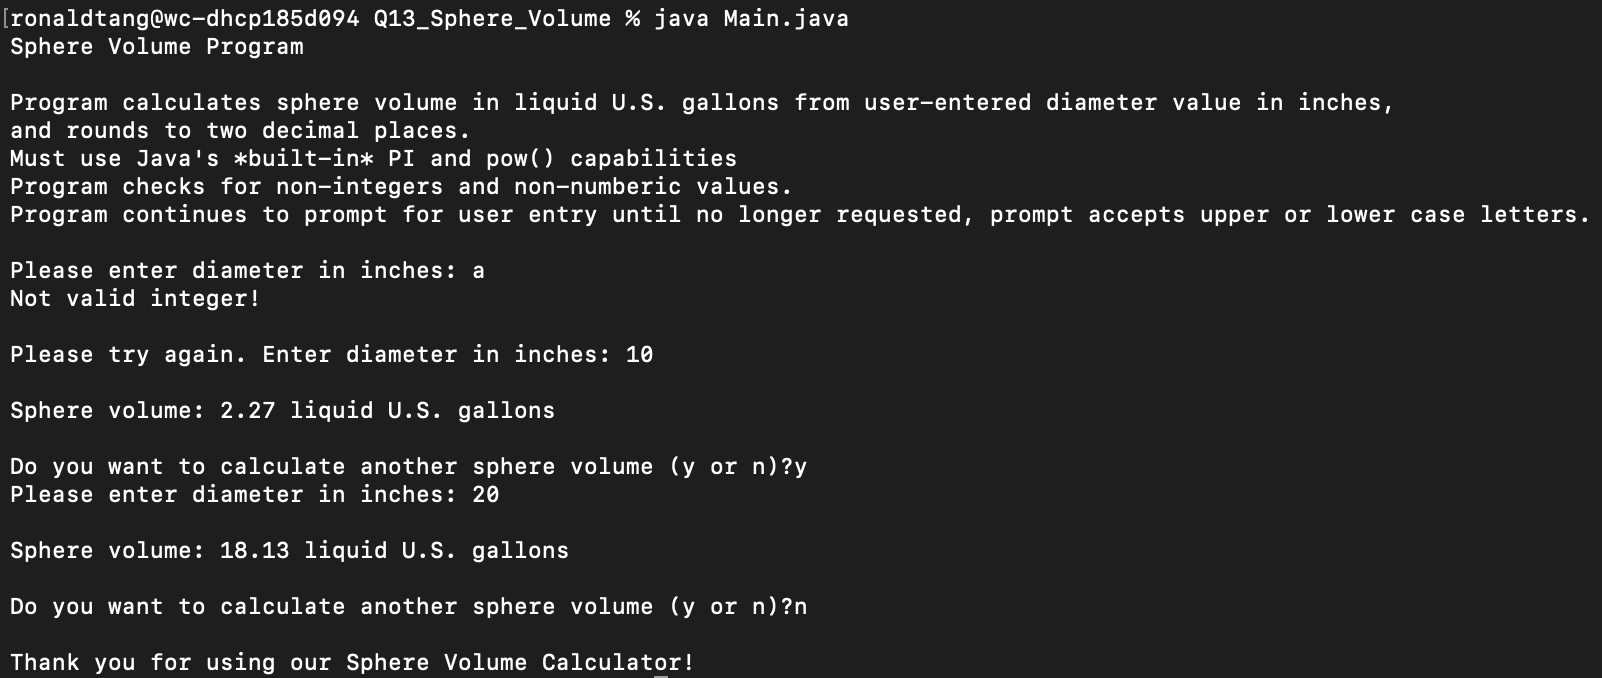 [ronaldtang@wc-dhcp185d094 Q13_Sphere_Volume % java Main.java
Sphere Volume Program
Program calculates sphere volume in liquid U.S. gallons from user-entered diameter value in inches,
and rounds to two decimal places.
Must use Java's *built-in* PI and pow() capabilities
Program checks for non-integers and non-numberic values.
Program continues to prompt for user entry until no longer requested, prompt accepts upper or lower case letters.
Please enter diameter in inches: a
Not valid integer!
Please try again. Enter diameter in inches: 10
Sphere volume: 2.27 liquid U.S. gallons
Do you want to calculate another sphere volume (y or n)?y
Please enter diameter in inches: 20
Sphere volume: 18.13 liquid U.S. gallons
Do you want to calculate another sphere volume (y or n)?n
Thank you for using our Sphere Volume Calculator!